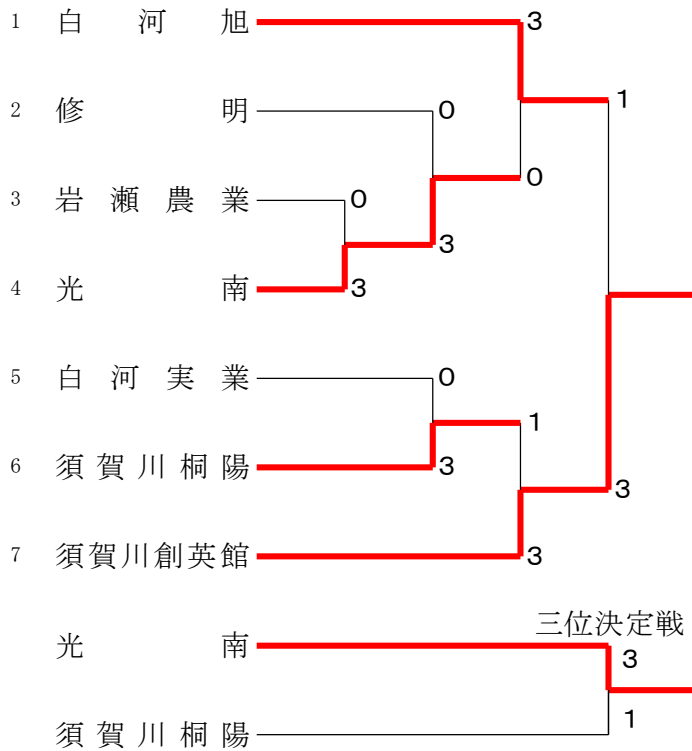 1 白河旭 3
1
2 修明 0
0
3 岩瀬農業 0
3
4 光南 3
5 白河実業 0
1
6 須賀川桐陽 3
3
7 須賀川創英館 3
三位決定戦
光南 3
1
須賀川桐陽